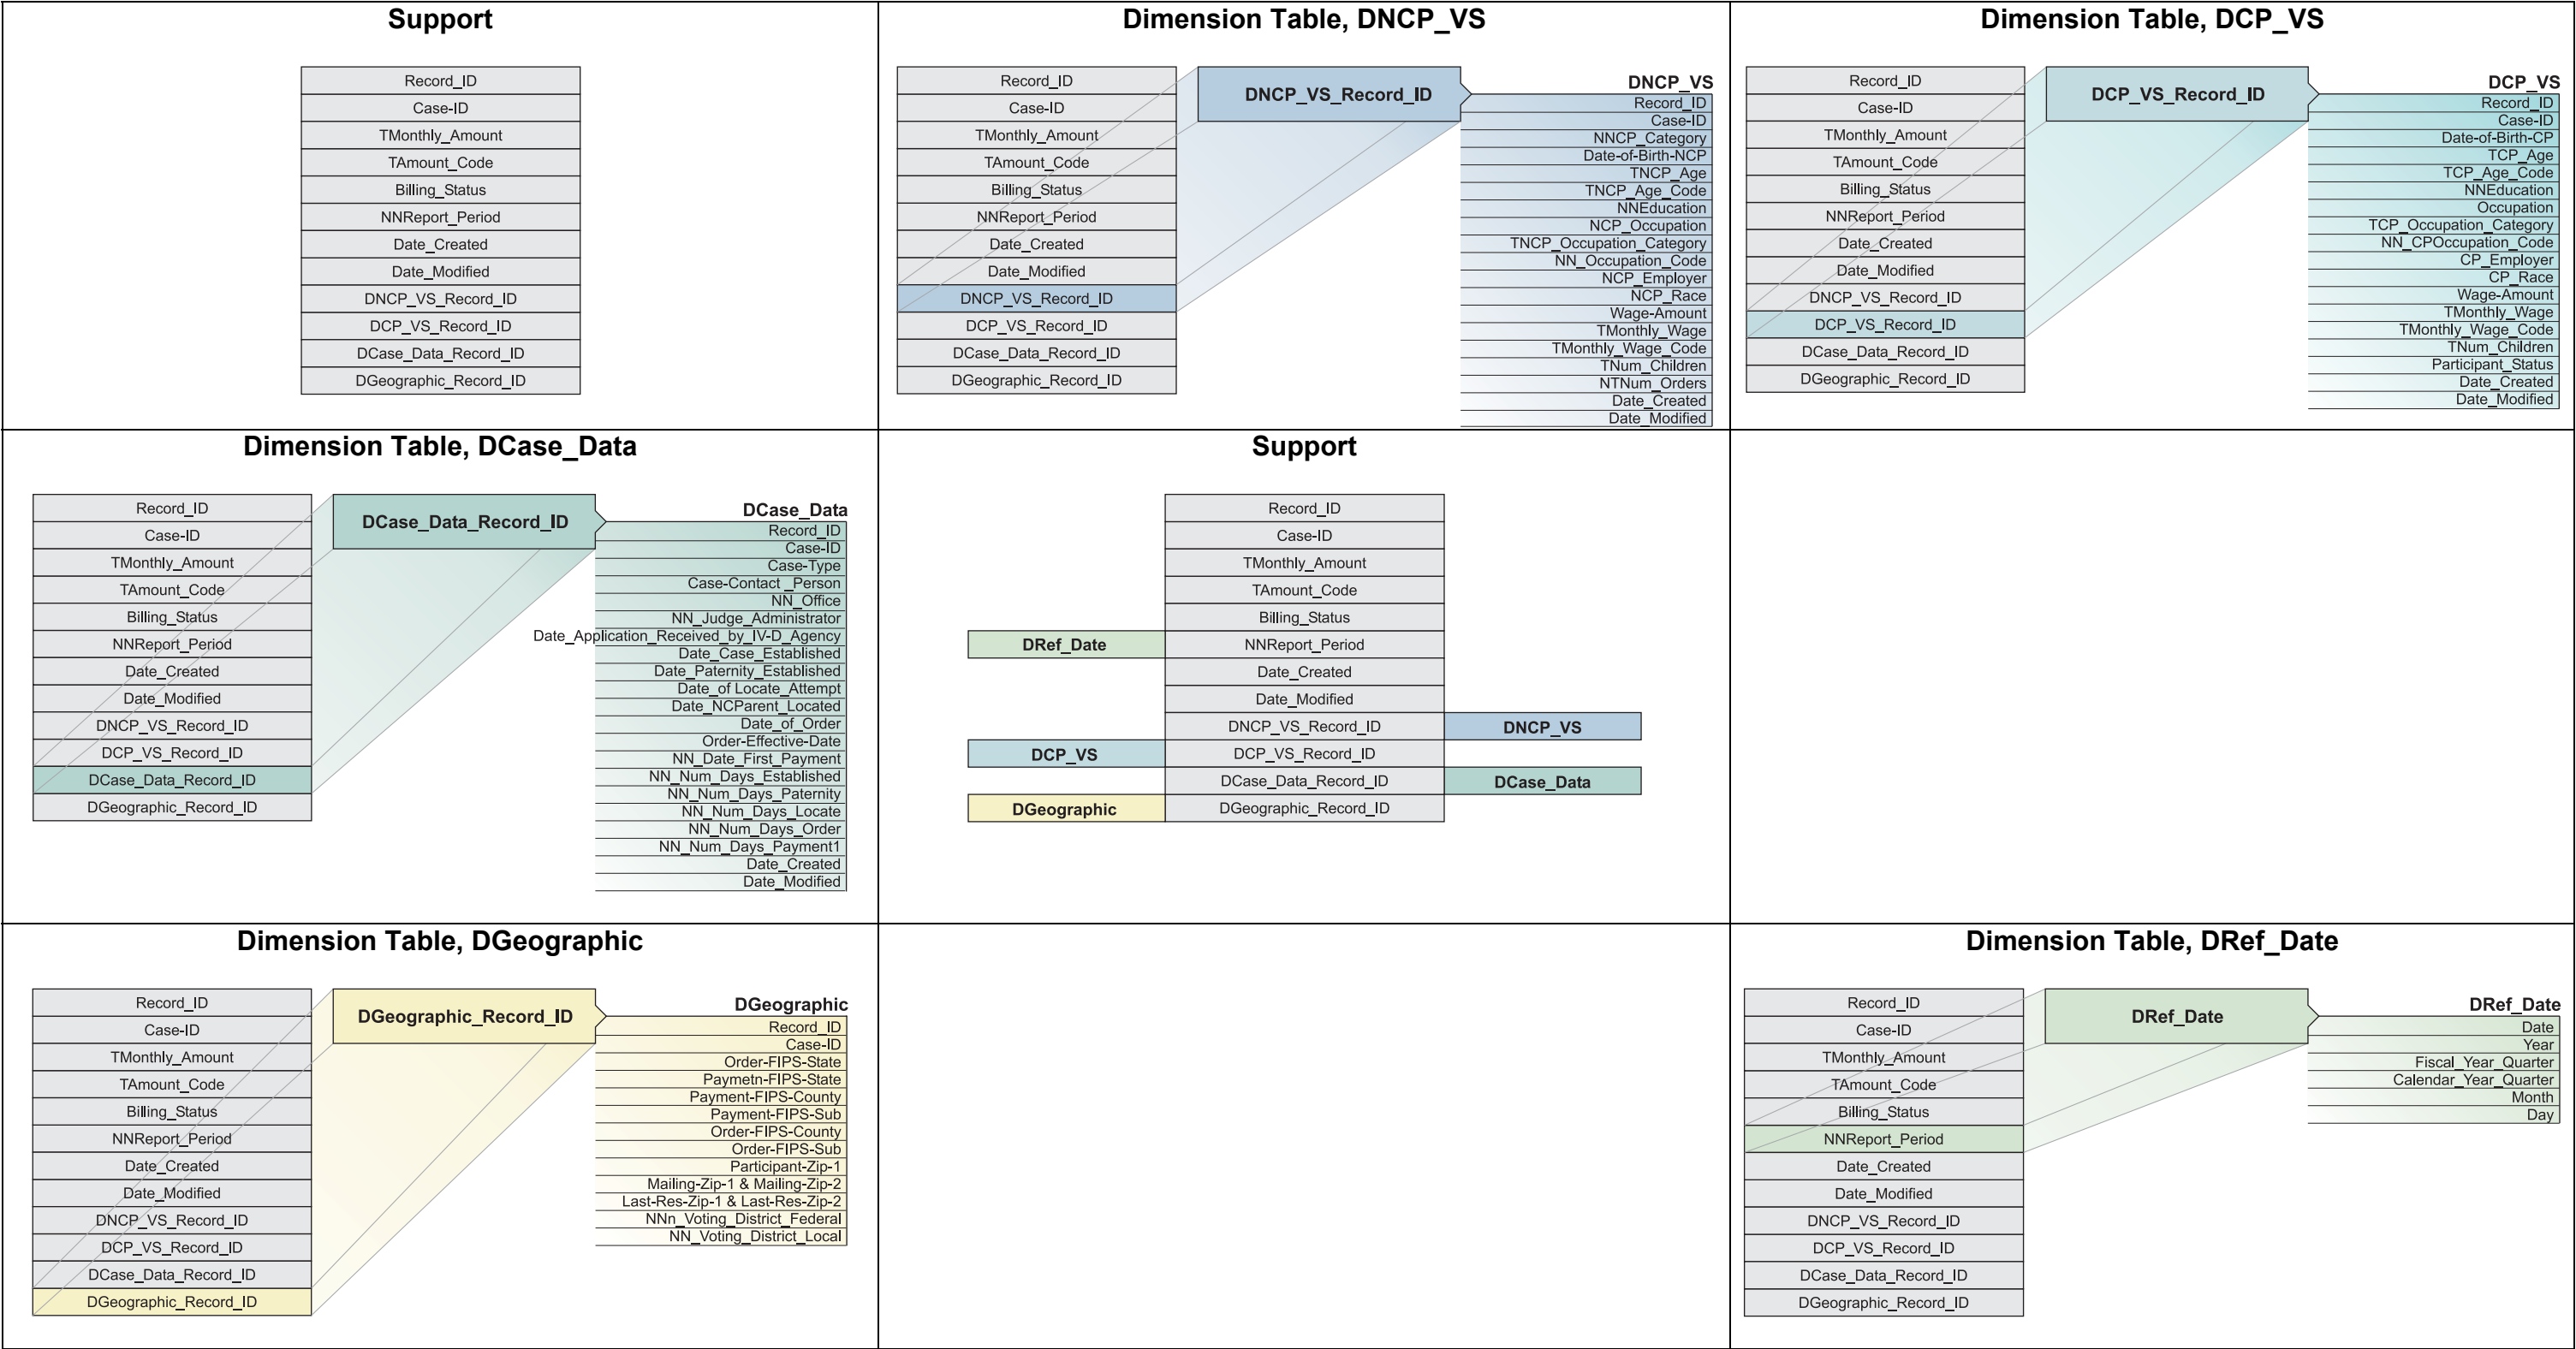 Support
Record_ID
Case-ID
TMonthly_Amount
TAmount_Code
Billing_Status
NNReport_Period
Date_Created
Date_Modified
DNCP_VS_Record_ID
DCP_VS_Record_ID
DCase_Data_Record_ID
DGeographic_Record_ID
Dimension Table, DNCP_VS
Record_ID
Case-ID
TMonthly_Amount
TAmount_Code
Billing_Status
NNReport_Period
Date_Created
Date_Modified
DNCP_VS_Record_ID
DCP_VS_Record_ID
DCase_Data_Record_ID
DGeographic_Record_ID
DNCP_VS_Record_ID
DNCP_VS
Record_ID
Case-ID
NNCP_Category
Date-of-Birth-NCP
TNCP_Age
TNCP_Age_Code
NNEducation
NCP_Occupation
TNCP_Occupation_Category
NN_Occupation_Code
NCP_Employer
NCP_Race
Wage-Amount
TMonthly_Wage
TMonthly_Wage_Code
TNum_Children
NTNum_Orders
Date_Created
Date_Modified
Dimension Table, DCP_VS
Record_ID
Case-ID
TMonthly_Amount
TAmount_Code
Billing_Status
NNReport_Period
Date_Created
Date_Modified
DNCP_VS_Record_ID
DCP_VS_Record_ID
DCase_Data_Record_ID
DGeographic_Record_ID
DCP_VS_Record_ID
DCP_VS
Record_ID
Case-ID
Date-of-Birth-CP
TCP_Age
TCP_Age_Code
NNEducation
Occupation
TCP_Occupation_Category
NN_CPOccupation_Code
CP_Employer
CP_Race
Wage-Amount
TMonthly_Wage
TMonthly_Wage_Code
TNum_Children
Participant_Status
Date_Created
Date_Modified
Dimension Table, DCase_Data
Record_ID
Case-ID
TMonthly_Amount
TAmount_Code
Billing_Status
NNReport_Period
Date_Created
Date_Modified
DNCP_VS_Record_ID
DCP_VS_Record_ID
DCase_Data_Record_ID
DGeographic_Record_ID
DCase_Data_Record_ID
DCase_Data
Record_ID
Case-ID
Case-Type
Case-Contact _Person
NN_Office
NN_Judge_Administrator
Date_Application_Received_by_IV-D_Agency
Date_Case_Established
Date_Paternity_Established
Date_of Locate_Attempt
Date_NCParent_Located
Date_of_Order
Order-Effective-Date
NN_Date_First_Payment
NN_Num_Days_Established
NN_Num_Days_Paternity
NN_Num_Days_Locate
NN_Num_Days_Order
NN_Num_Days_Payment1
Date_Created
Date_Modified
Support
Record_ID
Case-ID
TMonthly_Amount
TAmount_Code
Billing_Status
DRef_Date NNReport_Period
Date_Created
Date_Modified
DNCP_VS_Record_ID DNCP_VS
DCP_VS DCP_VS_Record_ID
DCase_Data_Record_ID DCase_Data
DGeographic DGeographic_Record_ID
Dimension Table, DGeographic
Record_ID
Case-ID
TMonthly_Amount
TAmount_Code
Billing_Status
NNReport_Period
Date_Created
Date_Modified
DNCP_VS_Record_ID
DCP_VS_Record_ID
DCase_Data_Record_ID
DGeographic_Record_ID
DGeographic_Record_ID
DGeographic
Record_ID
Case-ID
Order-FIPS-State
Paymetn-FIPS-State
Payment-FIPS-County
Payment-FIPS-Sub
Order-FIPS-County
Order-FIPS-Sub
Participant-Zip-1
Mailing-Zip-1 & Mailing-Zip-2
Last-Res-Zip-1 & Last-Res-Zip-2
NNn_Voting_District_Federal
NN_Voting_District_Local
Dimension Table, DRef_Date
Record_ID
Case-ID
TMonthly_Amount
TAmount_Code
Billing_Status
NNReport_Period
Date_Created
Date_Modified
DNCP_VS_Record_ID
DCP_VS_Record_ID
DCase_Data_Record_ID
DGeographic_Record_ID
DRef_Date
DRef_Date
Date
Year
Fiscal_Year_Quarter
Calendar_Year_Quarter
Month
Day